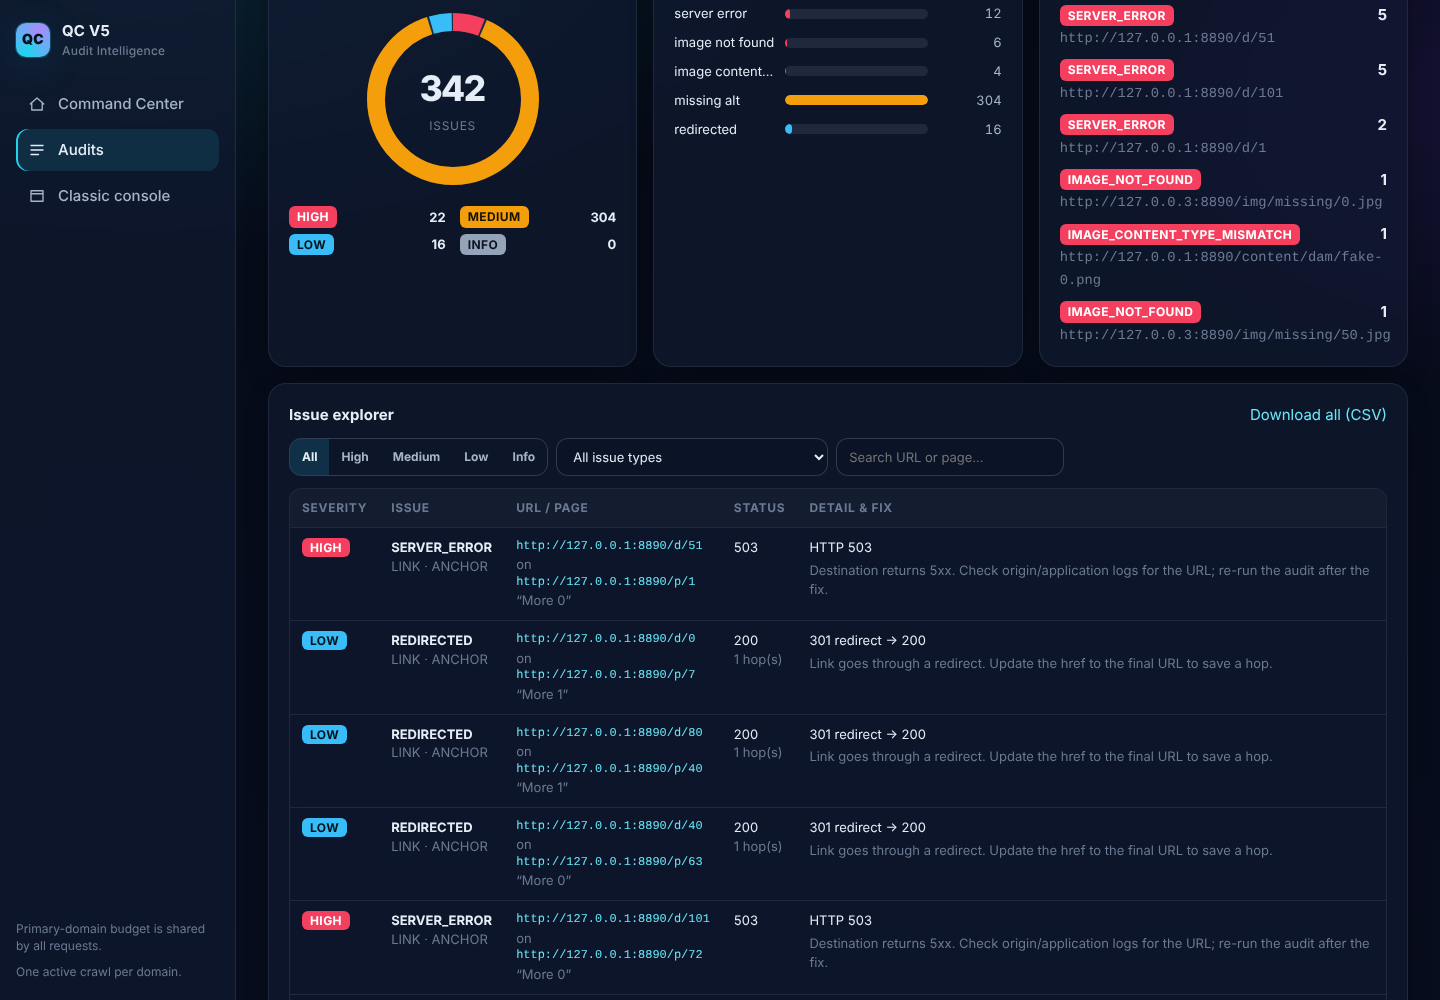 QC
QC V5
Audit Intelligence
Command Center
Audits
Classic console
Primary-domain budget is shared
by all requests.
One active crawl per domain.
342
ISSUES
HIGH 22 MEDIUM 304
LOW 16 INFO 0
server error 12
image not found 6
image content... 4
missing alt 304
redirected 16
SERVER_ERROR 5
http://127.0.0.1:8890/d/51
SERVER_ERROR 5
http://127.0.0.1:8890/d/101
SERVER_ERROR 2
http://127.0.0.1:8890/d/1
IMAGE_NOT_FOUND 1
http://127.0.0.3:8890/img/missing/0.jpg
IMAGE_CONTENT_TYPE_MISMATCH 1
http://127.0.0.1:8890/content/dam/fake-
0.png
IMAGE_NOT_FOUND 1
http://127.0.0.3:8890/img/missing/50.jpg
Issue explorer Download all (CSV)
All High Medium Low Info All issue types Search URL or page...
SEVERITY ISSUE URL / PAGE STATUS DETAIL & FIX
HIGH SERVER_ERROR http://127.0.0.1:8890/d/51 503 HTTP 503
LINK · ANCHOR on Destination returns 5xx. Check origin/application logs for the URL; re-run the audit after the
http://127.0.0.1:8890/p/1 fix.
“More 0”
LOW REDIRECTED http://127.0.0.1:8890/d/0 200 301 redirect → 200
LINK · ANCHOR on 1 hop(s) Link goes through a redirect. Update the href to the final URL to save a hop.
http://127.0.0.1:8890/p/7
“More 1”
LOW REDIRECTED http://127.0.0.1:8890/d/80 200 301 redirect → 200
LINK · ANCHOR on 1 hop(s) Link goes through a redirect. Update the href to the final URL to save a hop.
http://127.0.0.1:8890/p/40
“More 1”
LOW REDIRECTED http://127.0.0.1:8890/d/40 200 301 redirect → 200
LINK · ANCHOR on 1 hop(s) Link goes through a redirect. Update the href to the final URL to save a hop.
http://127.0.0.1:8890/p/63
“More 0”
HIGH SERVER_ERROR http://127.0.0.1:8890/d/101 503 HTTP 503
LINK · ANCHOR on Destination returns 5xx. Check origin/application logs for the URL; re-run the audit after the
http://127.0.0.1:8890/p/72 fix.
“More 0”